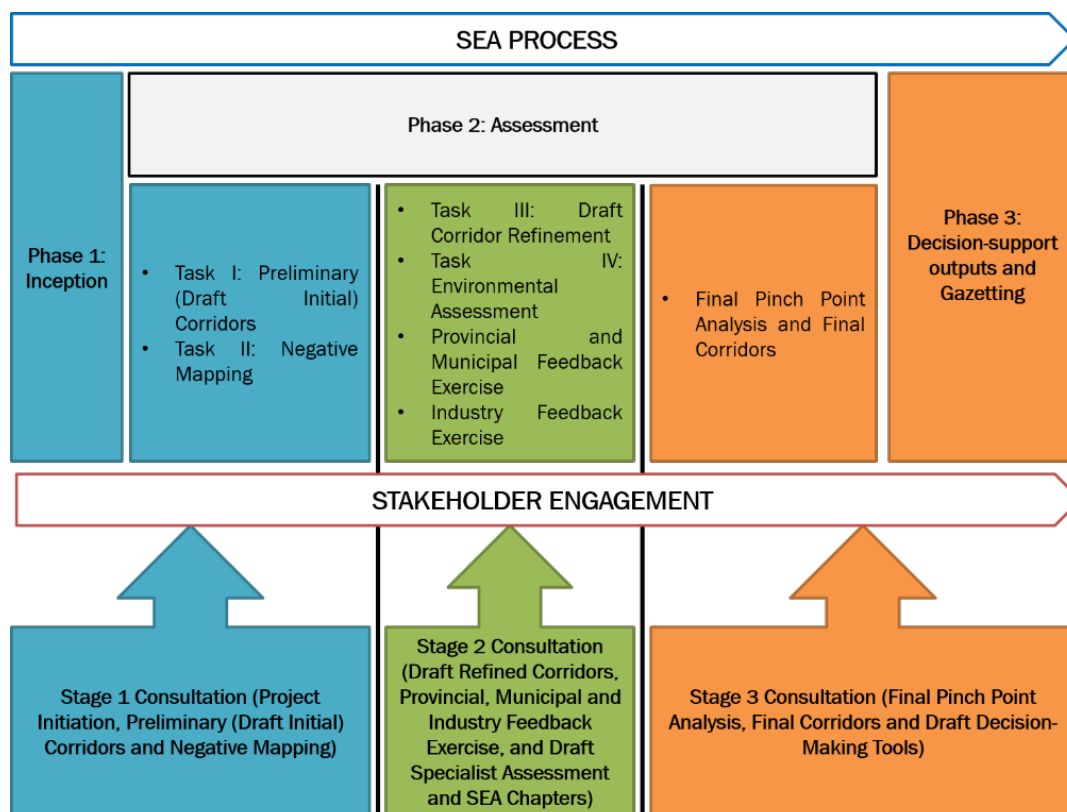 SEA PROCESS
Phase 1:
Inception
Phase 2: Assessment
• Task I: Preliminary
(Draft Initial)
Corridors
• Task II: Negative
Mapping
• Task III: Draft
Corridor Refinement
• Task IV:
Environmental
Assessment
• Provincial and
Municipal Feedback
Exercise
• Industry Feedback
Exercise
• Final Pinch Point
Analysis and Final
Corridors
Phase 3:
Decision-support
outputs and
Gazetting
STAKEHOLDER ENGAGEMENT
Stage 1 Consultation (Project
Initiation, Preliminary (Draft Initial)
Corridors and Negative Mapping)
Stage 2 Consultation
(Draft Refined Corridors,
Provincial, Municipal and
Industry Feedback
Exercise, and Draft
Specialist Assessment
and SEA Chapters)
Stage 3 Consultation (Final Pinch Point
Analysis, Final Corridors and Draft Decision-
Making Tools)